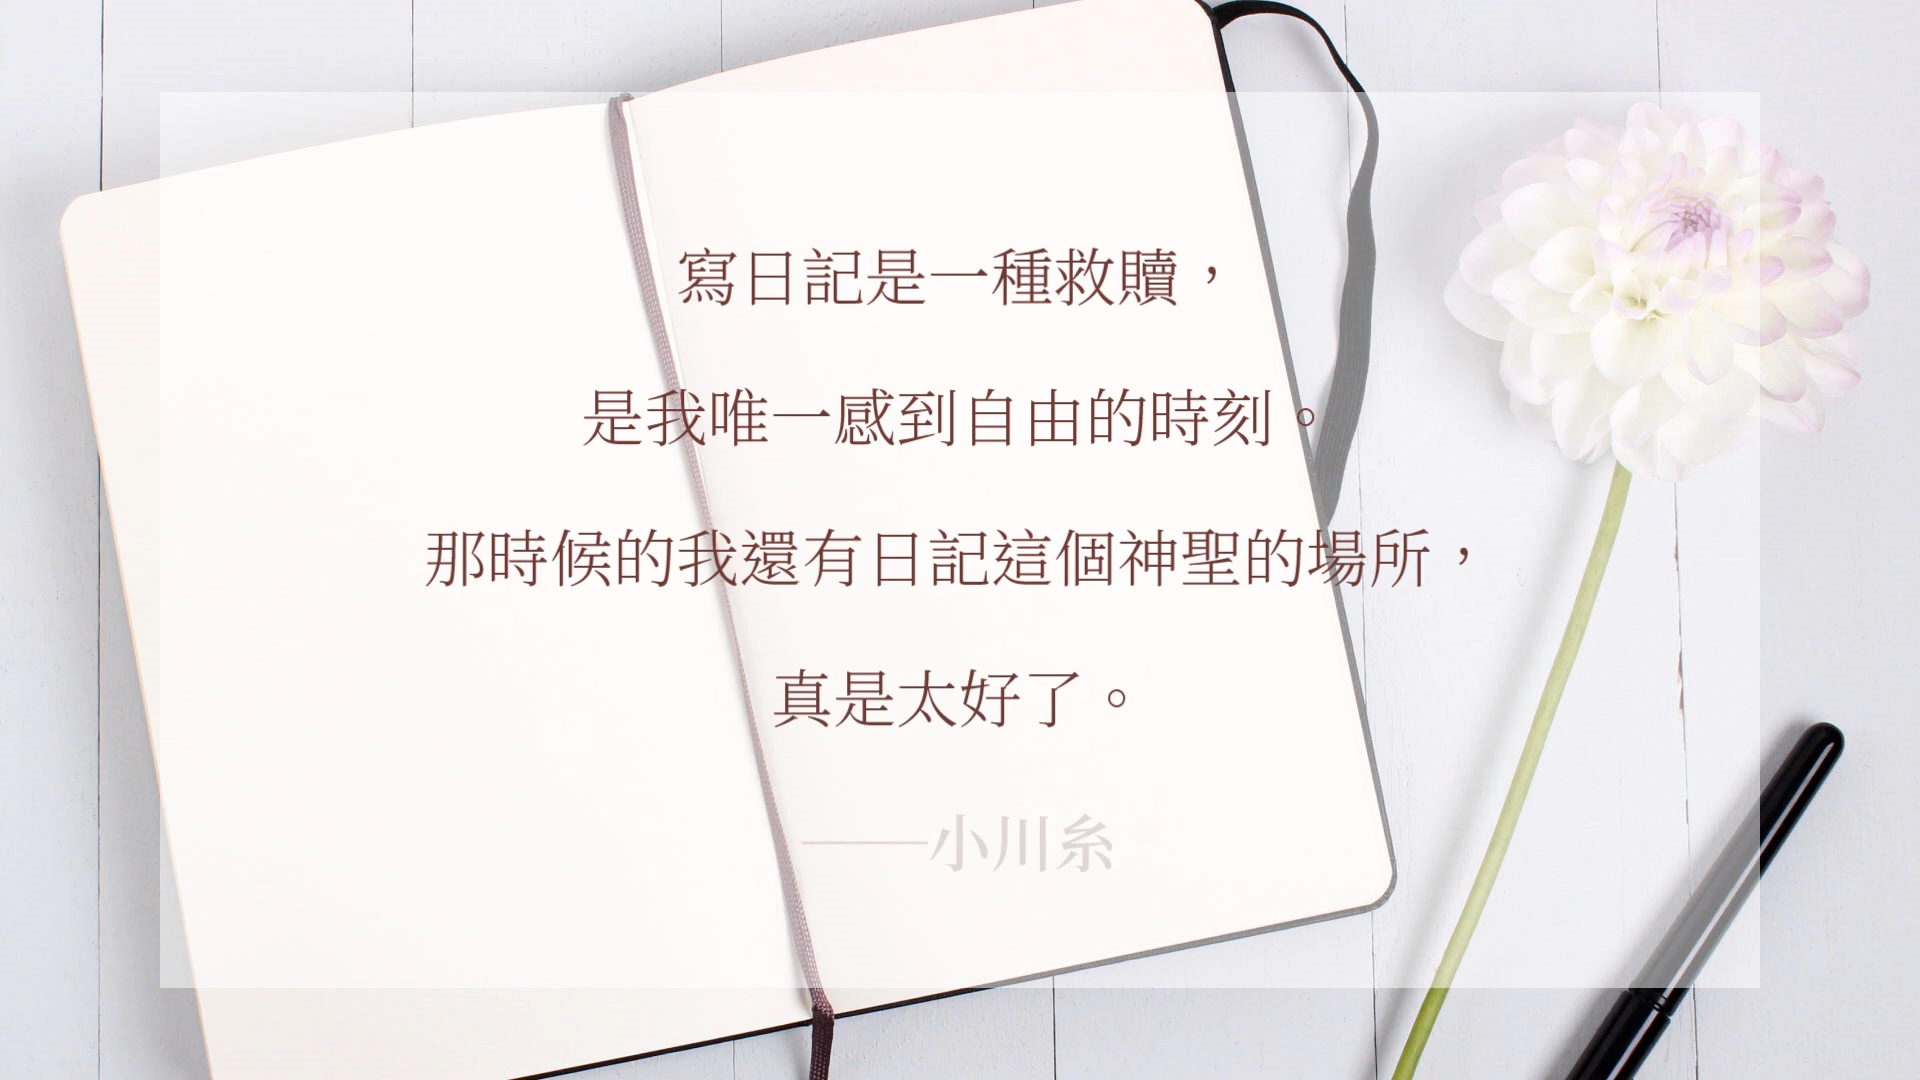 寫日記是一種救贖，
是我唯一感到自由的時刻。
那時候的我還有日記這個神聖的場所，
真是太好了。
——小川糸